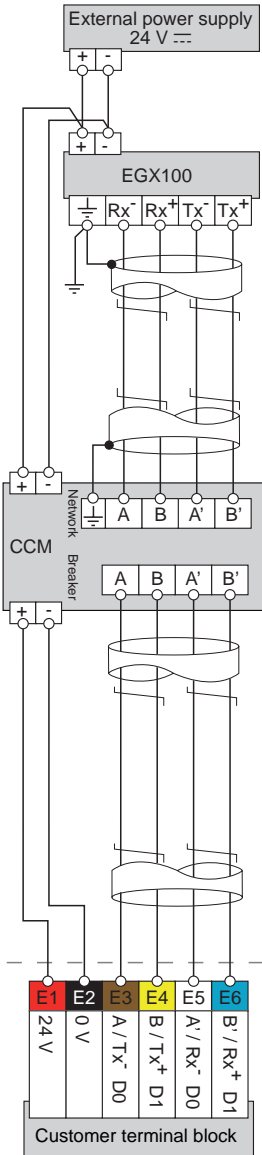 External power supply
24 V ⎓
+ -
+ -
EGX100
Rx- Rx+ Tx- Tx+
+ -
Network
A B A' B'
CCM
Breaker
A B A' B'
+ -
E1 E2 E3 E4 E5 E6
24 V
0 V
A / Tx- D0
B / Tx+ D1
A' / Rx- D0
B' / Rx+ D1
Customer terminal block